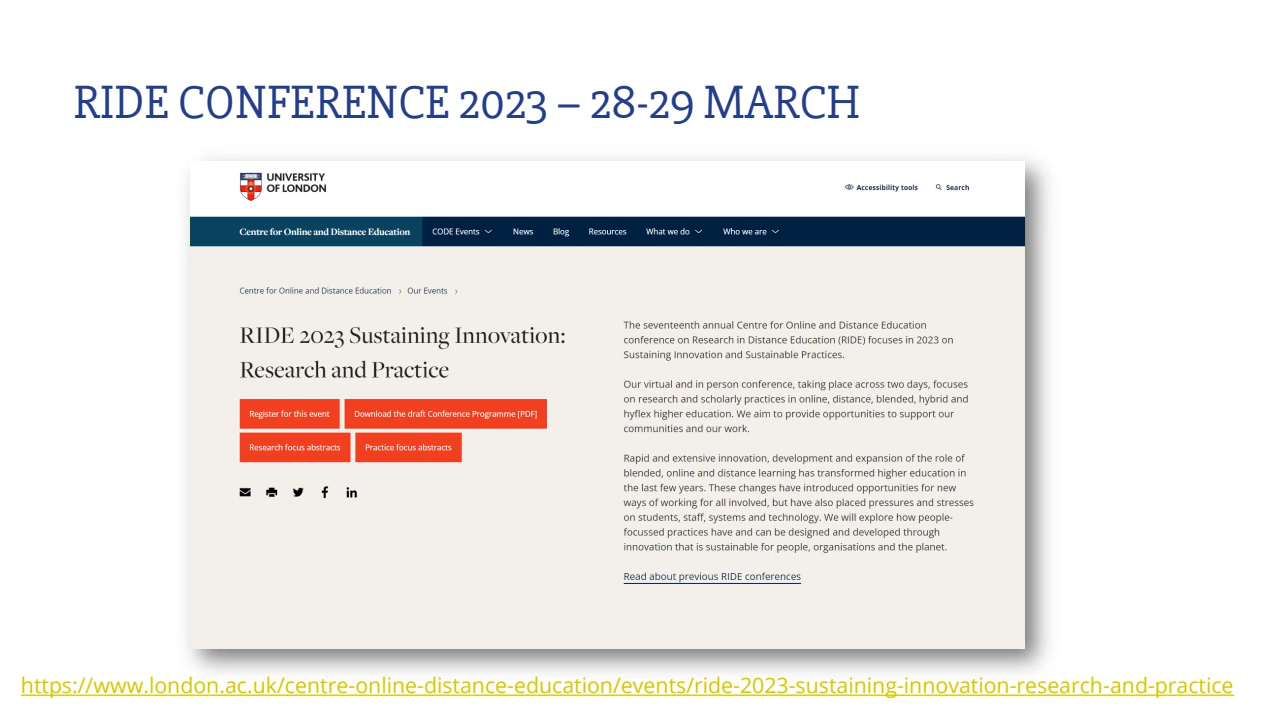 RIDE CONFERENCE 2023 – 28-29 MARCH
UNIVERSITY
OF LONDON
Accessibility tools
Search
Centre for Online and Distance Education
CODE Events
News
Blog
Resources
What we do
Who we are
Centre for Online and Distance Education › Our Events ›
RIDE 2023 Sustaining Innovation:
Research and Practice
Register for this event
Download the draft Conference Programme [PDF]
Research focus abstracts
Practice focus abstracts
The seventeenth annual Centre for Online and Distance Education
conference on Research in Distance Education (RIDE) focuses in 2023 on
Sustaining Innovation and Sustainable Practices.
Our virtual and in person conference, taking place across two days, focuses
on research and scholarly practices in online, distance, blended, hybrid and
hyflex higher education. We aim to provide opportunities to support our
communities and our work.
Rapid and extensive innovation, development and expansion of the role of
blended, online and distance learning has transformed higher education in
the last few years. These changes have introduced opportunities for new
ways of working for all involved, but have also placed pressures and stresses
on students, staff, systems and technology. We will explore how people-
focussed practices have and can be designed and developed through
innovation that is sustainable for people, organisations and the planet.
Read about previous RIDE conferences
https://www.london.ac.uk/centre-online-distance-education/events/ride-2023-sustaining-innovation-research-and-practice